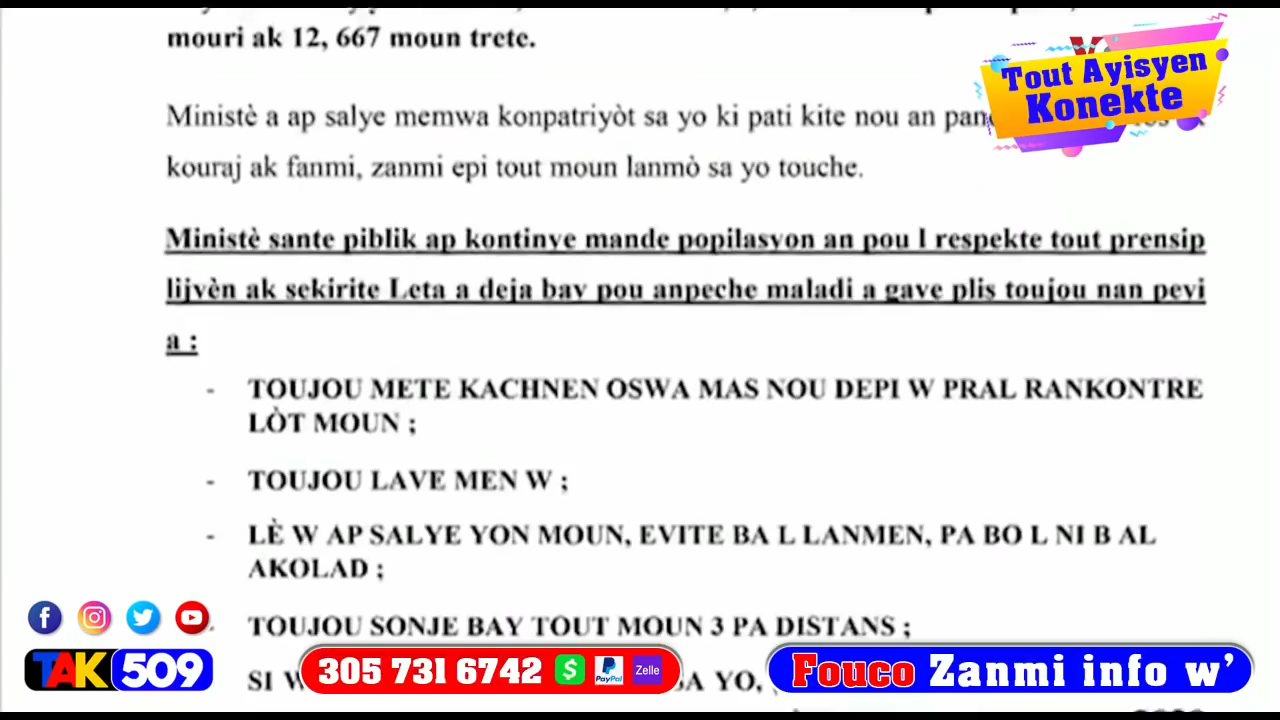 mouri ak 12, 667 moun trete.
Tout Ayisyen
Konekte
Ministè a ap salye memwa konpatriyòt sa yo ki pati kite nou an
kouraj ak fanmi, zanmi epi tout moun lanmò sa yo touche.
Ministè sante piblik ap kontinye mande popilasyon an pou l respekte tout prensip
lijyèn ak sekirite Leta a deja bay pou anpeche maladi a gaye plis toujou nan peyi
a :
- TOUJOU METE KACHNEN OSWA MAS NOU DEPI W PRAL RANKONTRE
LÒT MOUN ;
- TOUJOU LAVE MEN W ;
- LÈ W AP SALYE YON MOUN, EVITE BA L LANMEN, PA BO L NI B AL
AKOLAD ;
- TOUJOU SONJE BAY TOUT MOUN 3 PA DISTANS ;
SI W
YO,
TAK 509
305 731 6742 $ PayPal Zelle
Fouco Zanmi info w'